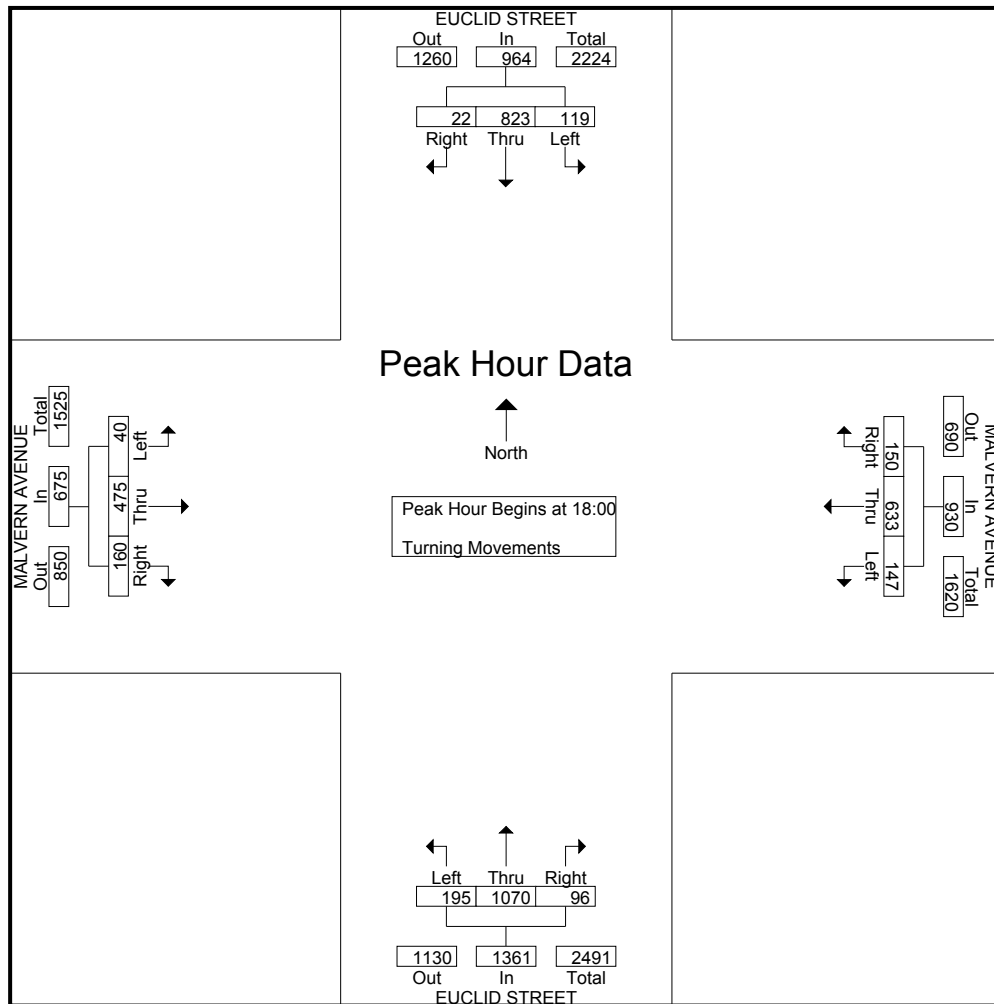 EUCLID STREET
Out In Total
1260 964 2224
22 823 119
Right Thru Left
Peak Hour Data
North
Peak Hour Begins at 18:00
Turning Movements
MALVERN AVENUE
Out In Total
850 675 1525
160 475 40
Right Thru Left
MALVERN AVENUE
Out In Total
690 930 1620
150 633 147
Right Thru Left
Left Thru Right
195 1070 96
1130 1361 2491
Out In Total
EUCLID STREET